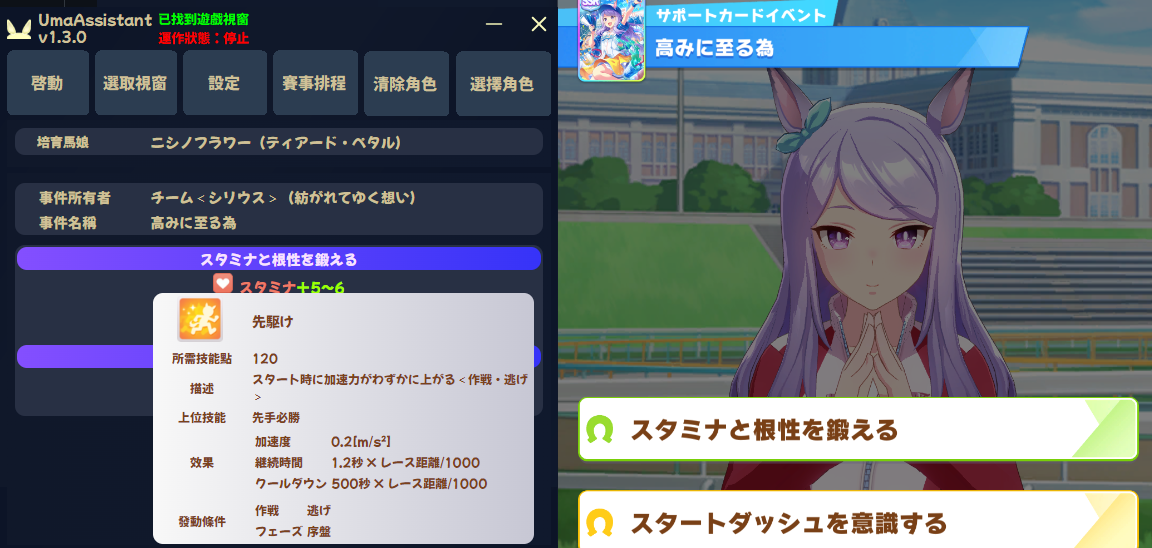 UmaAssistant
v1.3.0
已找到遊戲視窗
運作狀態：停止
啓動
選取視窗
設定
賽事排程
清除角色
選擇角色
培育馬娘 ニシノフラワー（ティアード・ペタル）
事件所有者 チーム＜シリウス＞（紡がれてゆく想い）
事件名稱 高みに至る為
スタミナと根性を鍛える
スタミナ+5～6
先駆け
所需技能點 120
描述 スタート時に加速力がわずかに上がる＜作戦・逃げ
＞
上位技能 先手必勝
效果
加速度 0.2[m/s²]
継続時間 1.2秒×レース距離/1000
クールダウン 500秒×レース距離/1000
發動條件
作戦 逃げ
フェーズ 序盤
SSR
サポートカードイベント
高みに至る為
スタミナと根性を鍛える
スタートダッシュを意識する